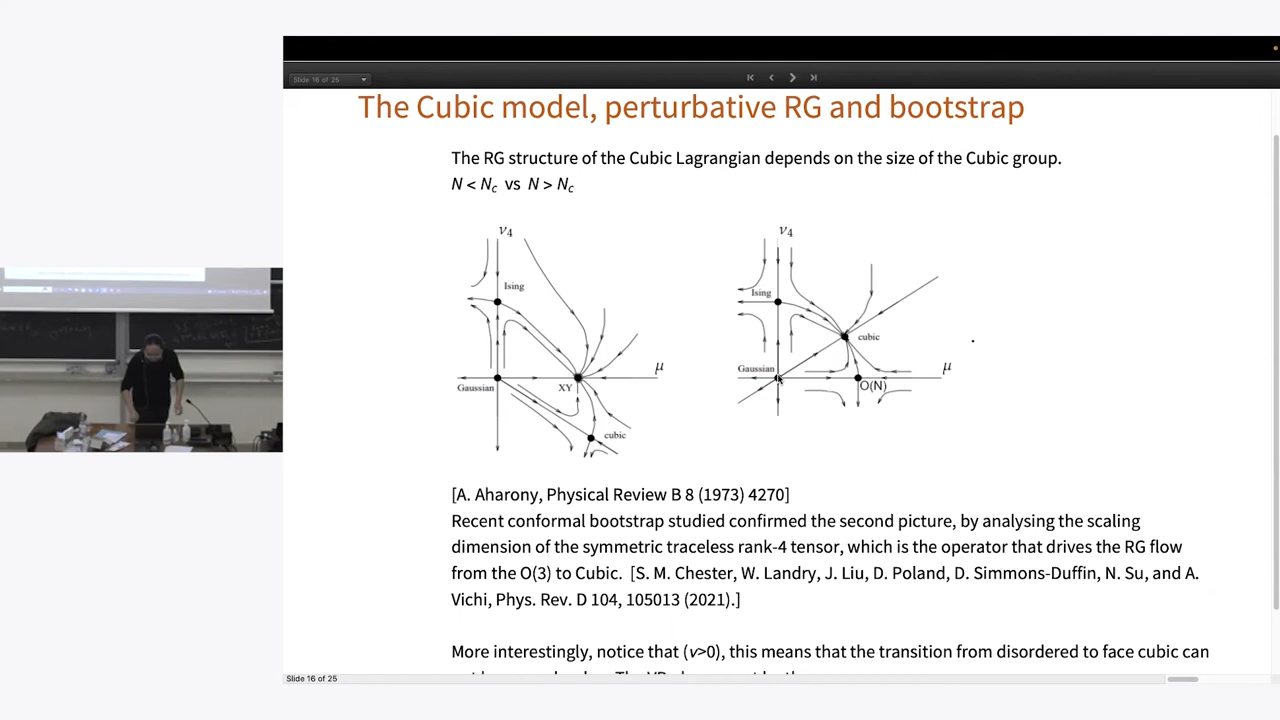 Slide 16 of 25
The Cubic model, perturbative RG and bootstrap
The RG structure of the Cubic Lagrangian depends on the size of the Cubic group.
N < Nc vs N > Nc
ν4
Ising
Gaussian
XY
μ
cubic
ν4
Ising
cubic
Gaussian
μ
O(N)
[A. Aharony, Physical Review B 8 (1973) 4270]
Recent conformal bootstrap studied confirmed the second picture, by analysing the scaling
dimension of the symmetric traceless rank-4 tensor, which is the operator that drives the RG flow
from the O(3) to Cubic. [S. M. Chester, W. Landry, J. Liu, D. Poland, D. Simmons-Duffin, N. Su, and A.
Vichi, Phys. Rev. D 104, 105013 (2021).]
More interestingly, notice that (v>0), this means that the transition from disordered to face cubic can
Slide 16 of 25